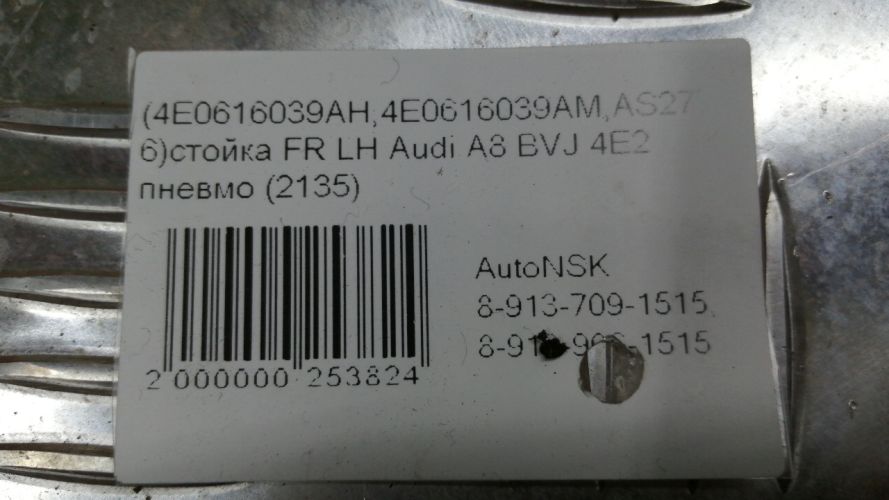 (4E0616039AH,4E0616039AM,AS27
6)стойка FR LH Audi A8 BVJ 4E2
пневмо (2135)
AutoNSK
8-913-709-1515
2 000000 253824